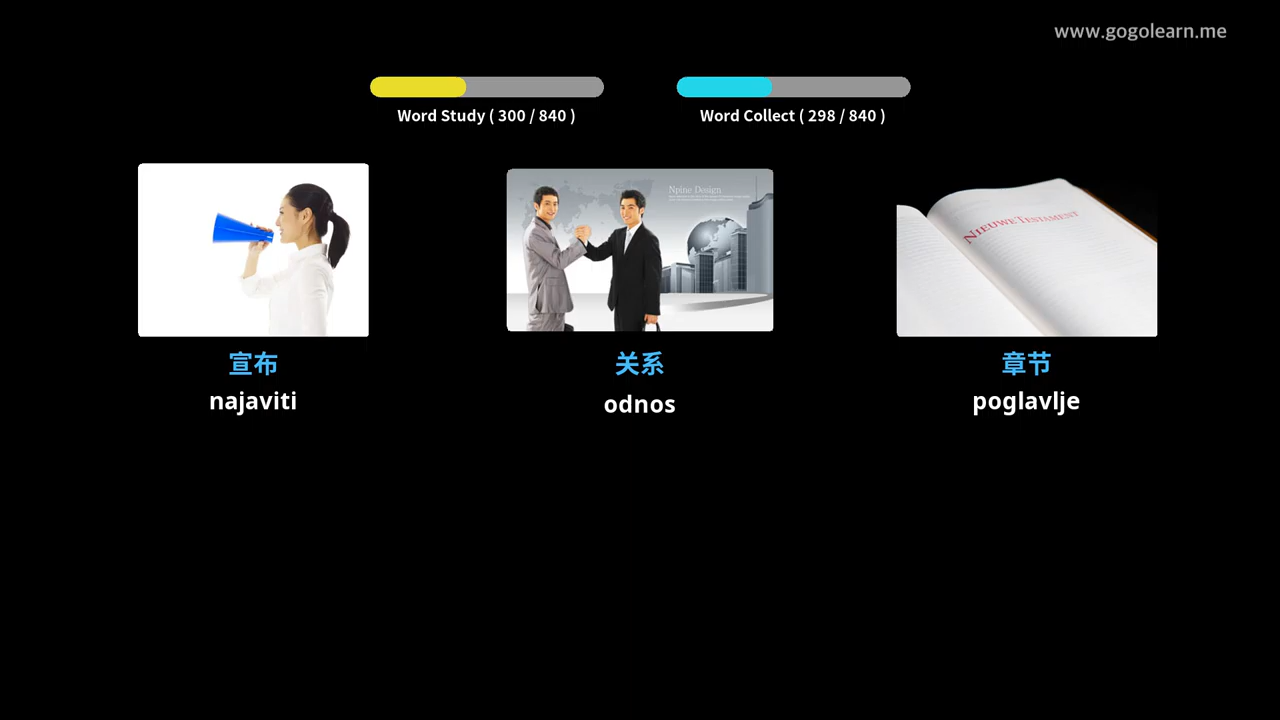 www.gogolearn.me
Word Study ( 300 / 840 )
Word Collect ( 298 / 840 )
Npine Design
NIEUWE TESTAMENT
宣布
关系
章节
najaviti
odnos
poglavlje